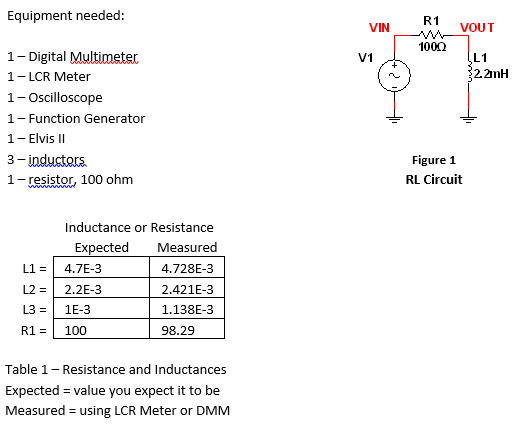 Equipment needed:
1 – Digital Multimeter
1 – LCR Meter
1 – Oscilloscope
1 – Function Generator
1 – Elvis II
3 – inductors
1 – resistor, 100 ohm
VIN
R1
VOUT
100Ω
V1
L1
2.2mH
Figure 1
RL Circuit
Inductance or Resistance
Expected Measured
L1 = 4.7E-3 4.728E-3
L2 = 2.2E-3 2.421E-3
L3 = 1E-3 1.138E-3
R1 = 100 98.29
Table 1 – Resistance and Inductances
Expected = value you expect it to be
Measured = using LCR Meter or DMM